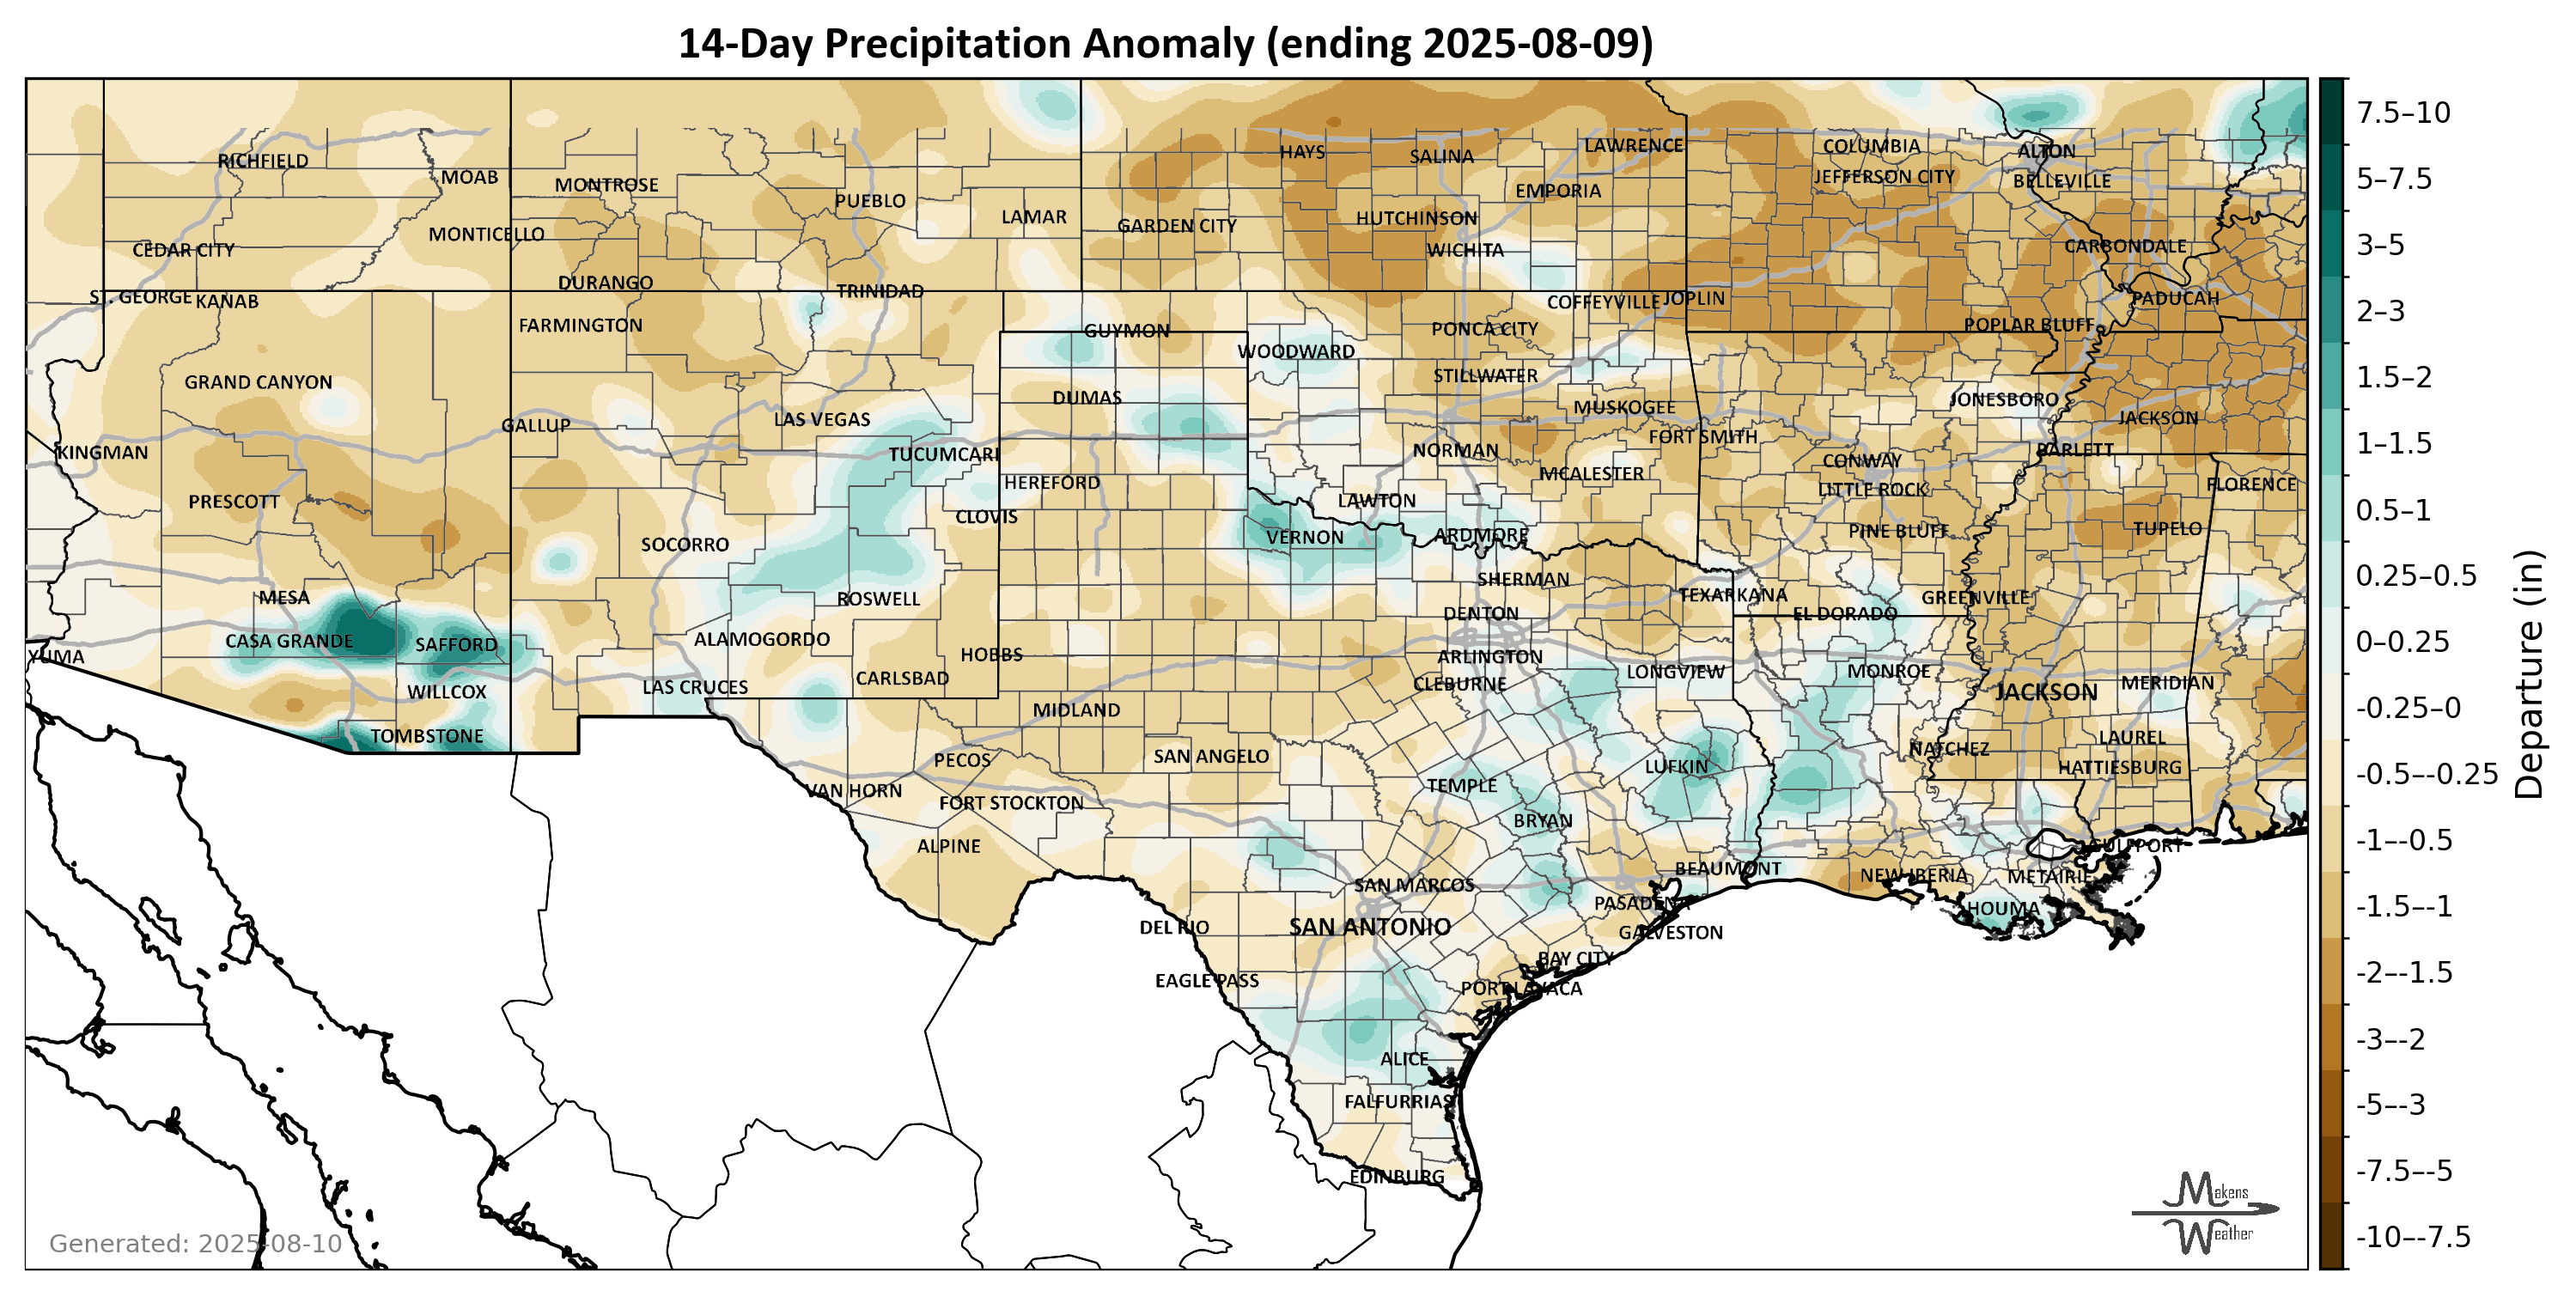 14-Day Precipitation Anomaly (ending 2025-08-09)
RICHFIELD
MOAB
MONTROSE
PUEBLO
LAMAR
HAYS
SALINA
LAWRENCE
COLUMBIA
ALTON
JEFFERSON CITY
BELLEVILLE
EMPORIA
GARDEN CITY
HUTCHINSON
CEDAR CITY
MONTICELLO
WICHITA
CARBONDALE
DURANGO
TRINIDAD
ST. GEORGE
KANAB
COFFEYVILLE
JOPLIN
PADUCAH
FARMINGTON
GUYMON
PONCA CITY
POPLAR BLUFF
WOODWARD
GRAND CANYON
DUMAS
STILLWATER
MUSKOGEE
JONESBORO
JACKSON
GALLUP
LAS VEGAS
KINGMAN
TUCUMCARI
NORMAN
FORT SMITH
BARLETT
CONWAY
HEREFORD
MCALESTER
LITTLE ROCK
FLORENCE
PRESCOTT
LAWTON
CLOVIS
VERNON
ARDMORE
PINE BLUFF
TUPELO
SOCORRO
SHERMAN
MESA
ROSWELL
TEXARKANA
GREENVILLE
DENTON
EL DORADO
CASA GRANDE
SAFFORD
ALAMOGORDO
YUMA
HOBBS
ARLINGTON
LONGVIEW
MONROE
CARLSBAD
CLEBURNE
MERIDIAN
WILLCOX
LAS CRUCES
JACKSON
MIDLAND
TOMBSTONE
LAUREL
PECOS
SAN ANGELO
NATCHEZ
LUFKIN
HATTIESBURG
VAN HORN
TEMPLE
FORT STOCKTON
BRYAN
ALPINE
GULFPORT
BEAUMONT
NEW IBERIA
METAIRIE
SAN MARCOS
PASADENA
HOUMA
DEL RIO
SAN ANTONIO
GALVESTON
BAY CITY
EAGLE PASS
PORT LAVACA
ALICE
FALFURRIAS
EDINBURG
Generated: 2025-08-10
Makens
Weather
7.5–10
5–7.5
3–5
2–3
1.5–2
1–1.5
0.5–1
0.25–0.5
0–0.25
-0.25–0
-0.5–-0.25
-1–-0.5
-1.5–-1
-2–-1.5
-3–-2
-5–-3
-7.5–-5
-10–-7.5
Departure (in)